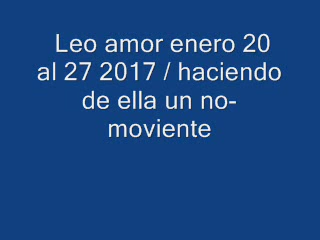 Leo amor enero 20
al 27 2017 / haciendo
de ella un no-
moviente